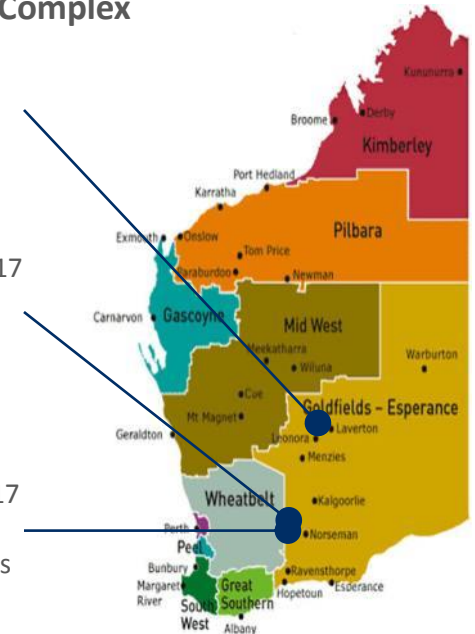 Complex
Kununurra
Broome
Derby
Kimberley
Port Hedland
Karratha
Pilbara
Exmouth
Onslow
17
Tom Price
Paraburdoo
Newman
Carnarvon
Gascoyne
Mid West
Meekatharra
Wiluna
Warburton
Cue
Goldfields – Esperance
Mt Magnet
Laverton
Geraldton
Leonora
Menzies
17
Wheatbelt
Kalgoorlie
Perth
Norseman
Peel
s
Bunbury
Ravensthorpe
Margaret
River
Great
Southern
Hopetoun
Esperance
South
West
Albany